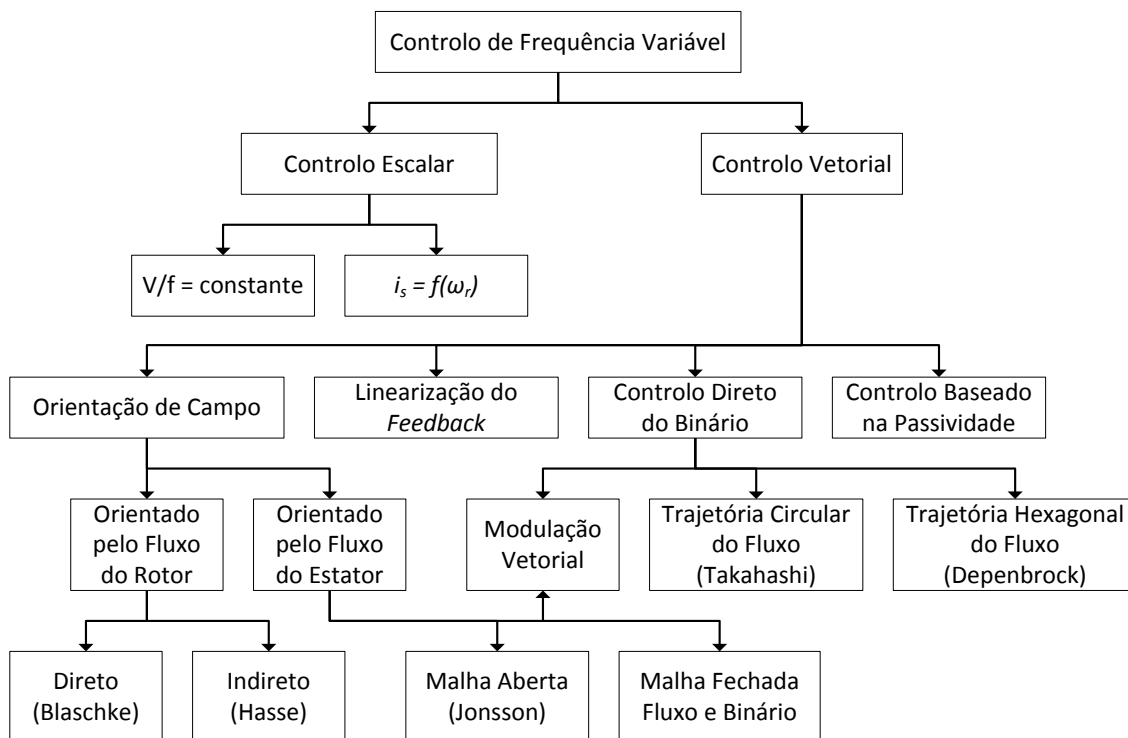 Controlo de Frequência Variável
Controlo Escalar
Controlo Vetorial
V/f = constante
i_s = f(ω_r)
Orientação de Campo
Linearização do
Feedback
Controlo Direto
do Binário
Controlo Baseado
na Passividade
Orientado
pelo Fluxo
do Rotor
Orientado
pelo Fluxo
do Estator
Modulação
Vetorial
Trajetória Circular
do Fluxo
(Takahashi)
Trajetória Hexagonal
do Fluxo
(Depenbrock)
Direto
(Blaschke)
Indireto
(Hasse)
Malha Aberta
(Jonsson)
Malha Fechada
Fluxo e Binário